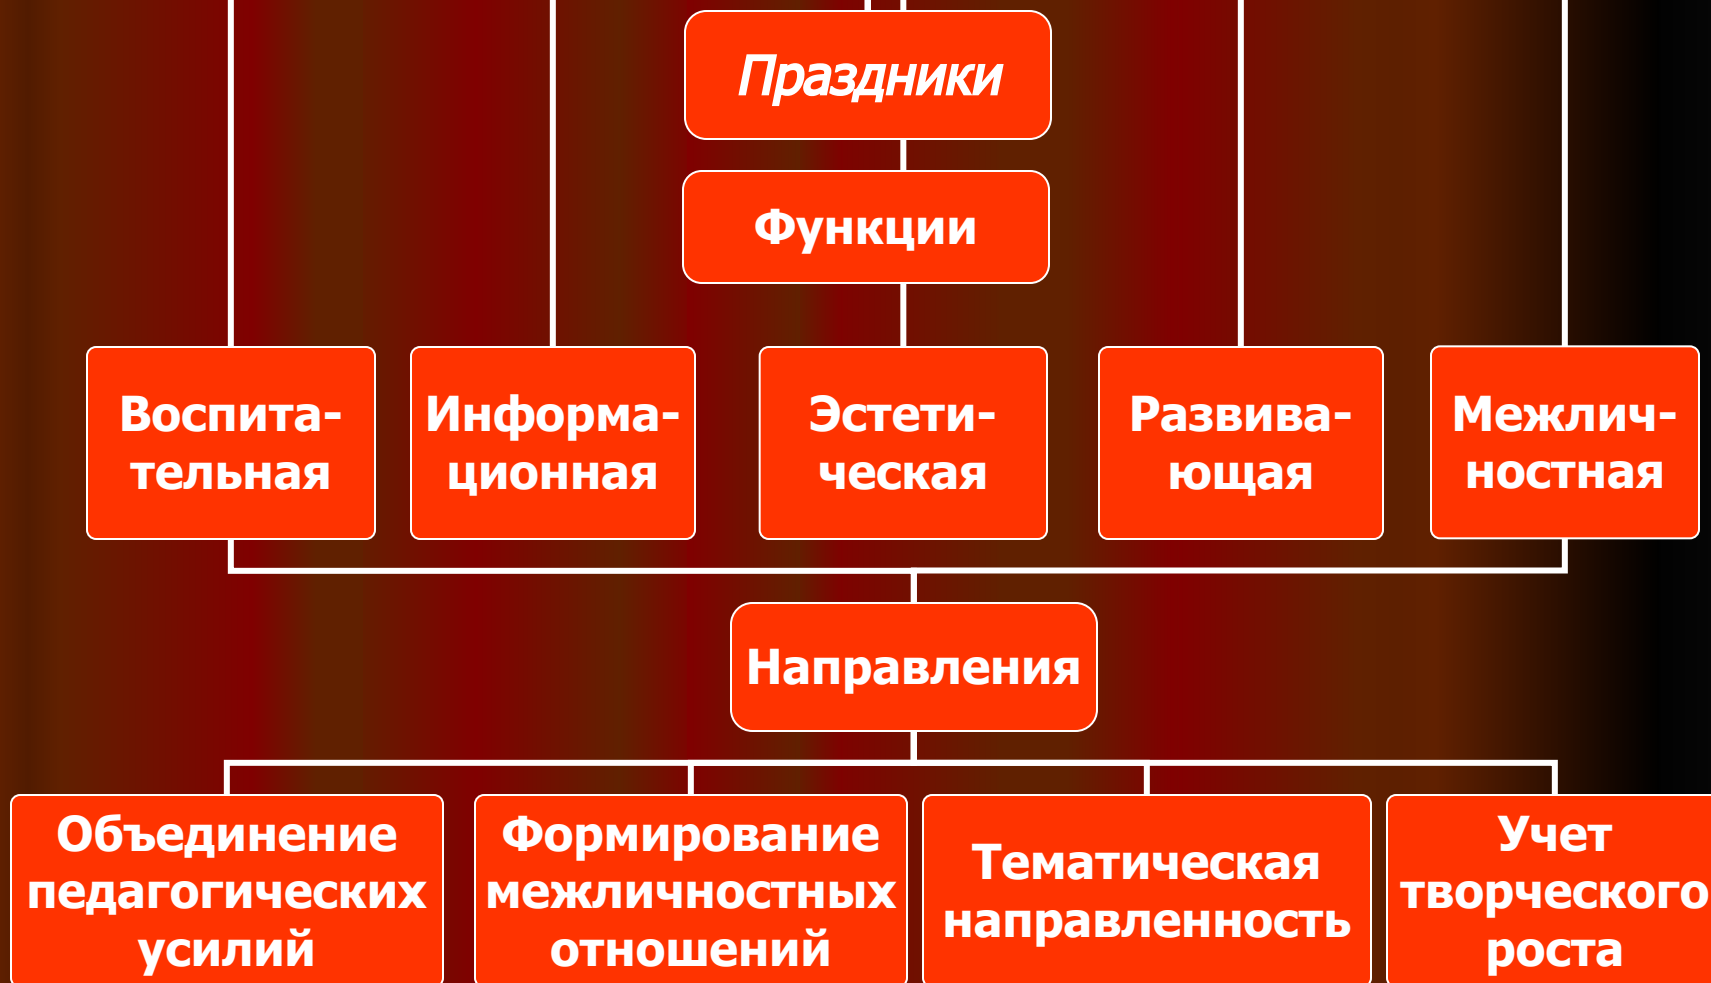 Праздники
Функции
Воспита-
тельная
Информа-
ционная
Эстети-
ческая
Развива-
ющая
Межлич-
ностная
Направления
Объединение
педагогических
усилий
Формирование
межличностных
отношений
Тематическая
направленность
Учет
творческого
роста